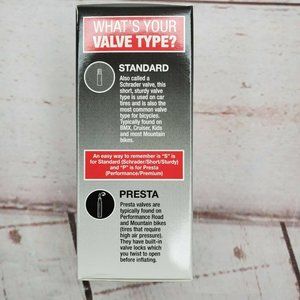 WHAT'S YOUR
VALVE TYPE?
STANDARD
Also called a
Schrader valve, this
short, sturdy valve
type is used on car
tires and is also the
most common valve
type for bicycles.
Typically found on
BMX, Cruiser, Kids
and most Mountain
bikes.
An easy way to remember is "S" is
for Standard (Schrader/Short/Sturdy)
and "P" is for Presta
(Performance/Premium)
PRESTA
Presta valves are
typically found on
Performance Road
and Mountain bikes
(tires that require
high air pressure).
They have built-in
valve locks which
you twist to open
before inflating.